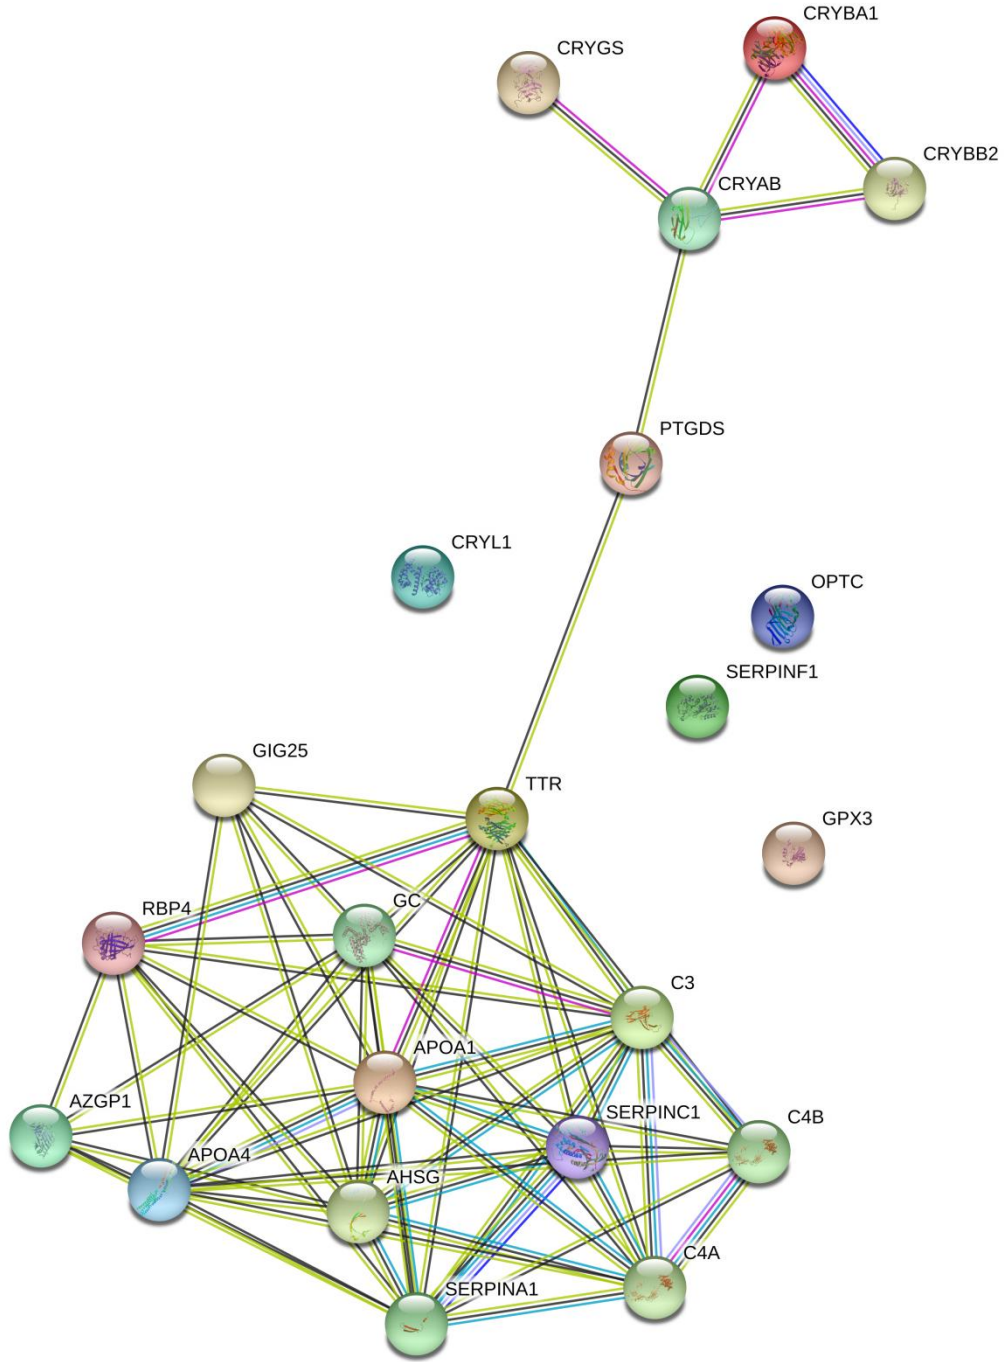 CRYBA1
CRYGS
CRYBB2
CRYAB
PTGDS
CRYL1
OPTC
SERPINF1
GIG25
TTR
GPX3
RBP4
GC
C3
APOA1
AZGP1
SERPINC1
C4B
APOA4
AHSG
C4A
SERPINA1